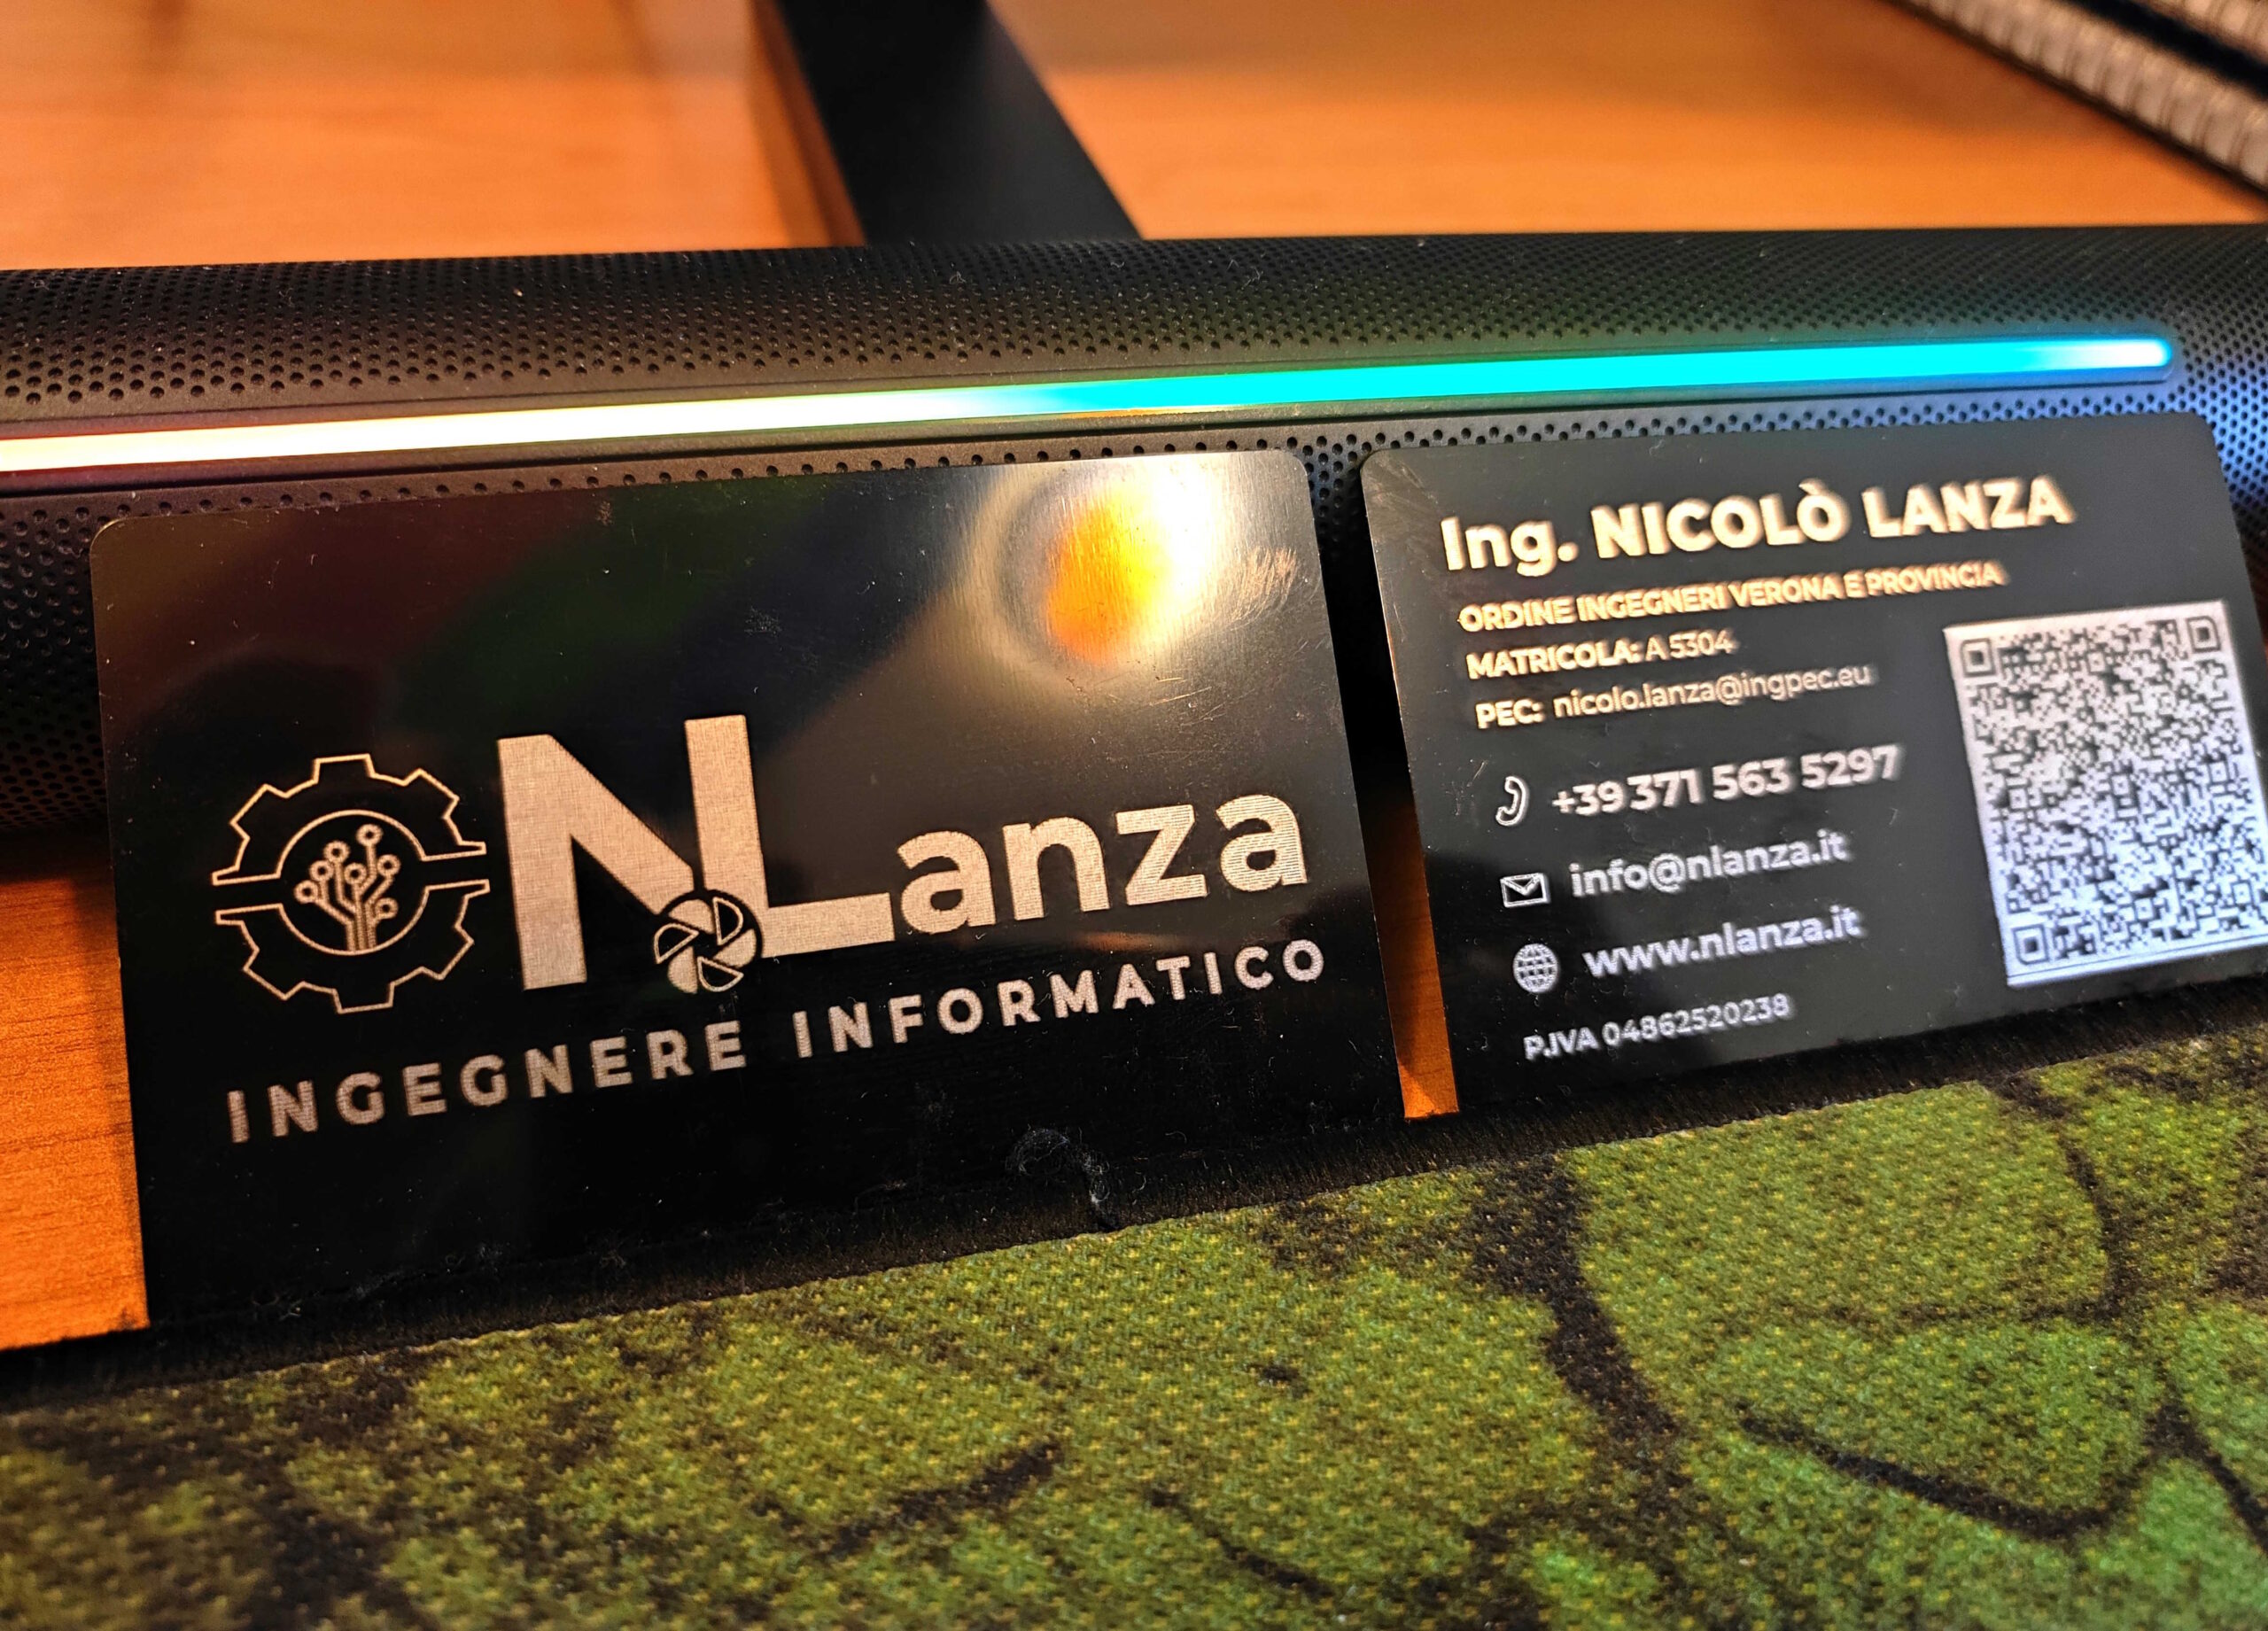 NLanza
INGEGNERE INFORMATICO
Ing. NICOLÒ LANZA
ORDINE INGEGNERI VERONA E PROVINCIA
MATRICOLA: A 5304
PEC: nicolo.lanza@ingpec.eu
+39 371 563 5297
info@nlanza.it
www.nlanza.it
P.IVA 04862520238